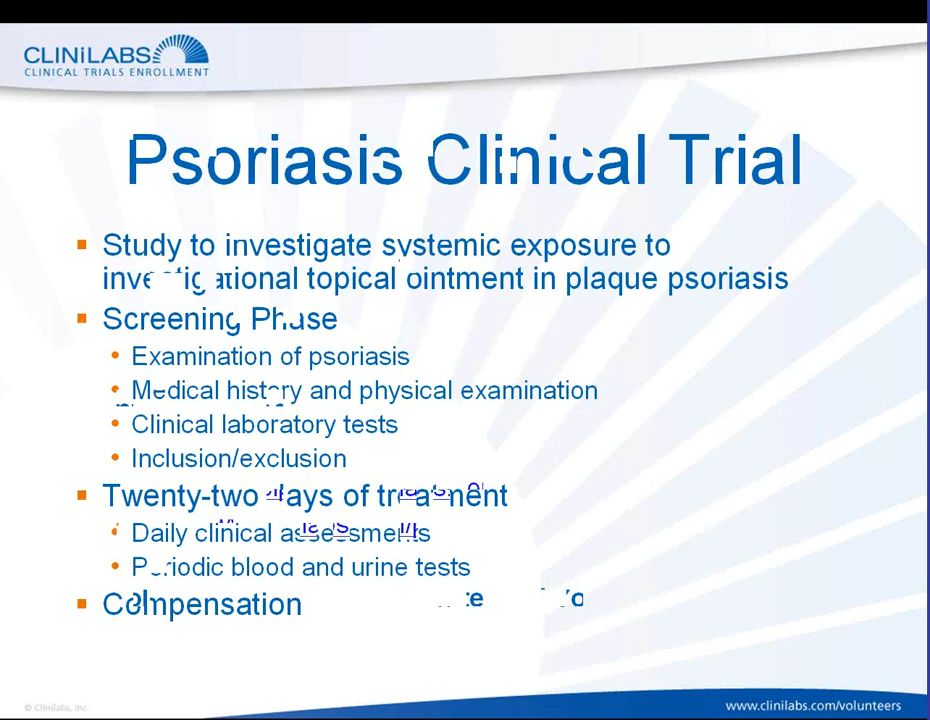 CLINILABS
CLINICAL TRIALS ENROLLMENT
Psoriasis Clinical Trial
Study to investigate systemic exposure to
investigational topical ointment in plaque psoriasis
Screening Phase
Examination of psoriasis
Medical history and physical examination
Clinical laboratory tests
Inclusion/exclusion
Twenty-two days of treatment
Daily clinical assessments
Periodic blood and urine tests
Compensation
© Clinilabs, Inc.
www.clinilabs.com/volunteers